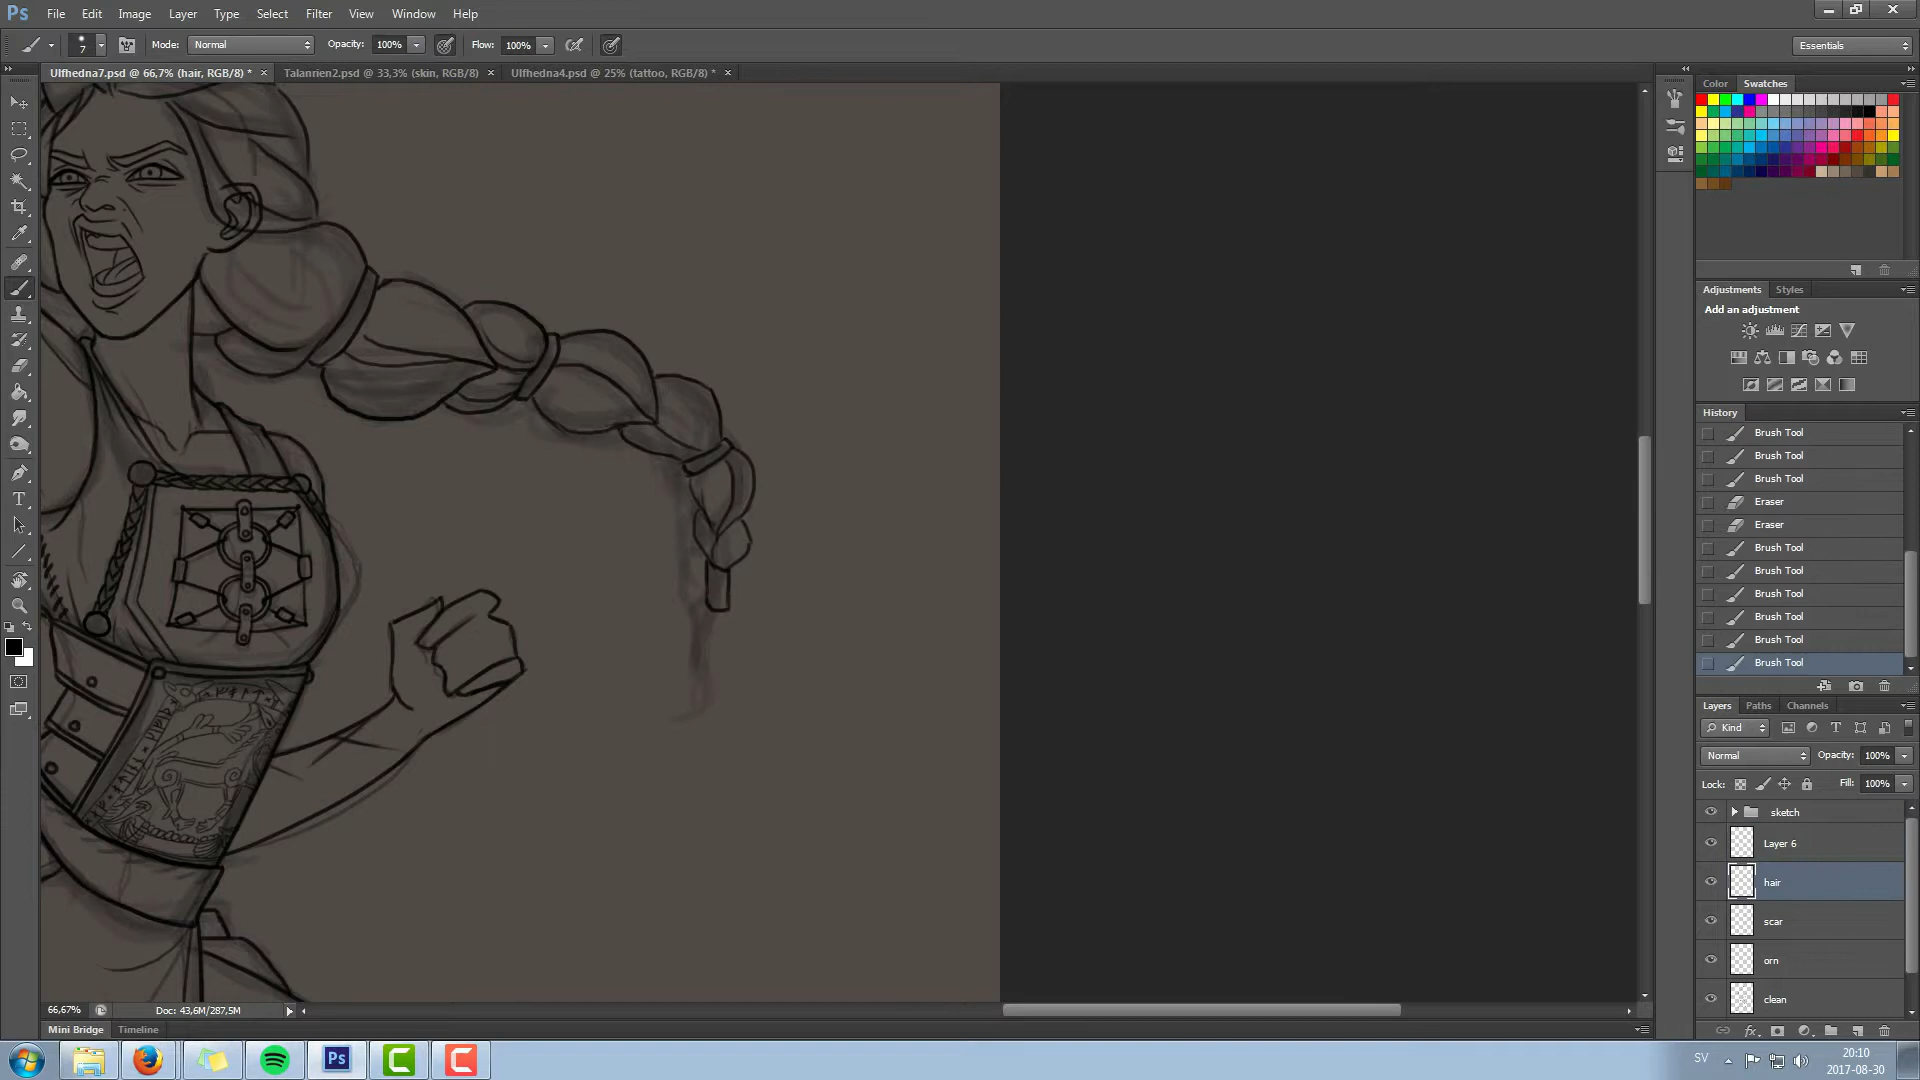 Ps File Edit Image Layer Type Select Filter View Window Help
7 Mode: Normal Opacity: 100% Flow: 100% Essentials
Ulfhedna7.psd @ 66,7% (hair, RGB/8) * × Talanrien2.psd @ 33,3% (skin, RGB/8) × Ulfhedna4.psd @ 25% (tattoo, RGB/8) * ×
Color Swatches
Adjustments Styles
Add an adjustment
History
Brush Tool
Brush Tool
Brush Tool
Eraser
Eraser
Brush Tool
Brush Tool
Brush Tool
Brush Tool
Brush Tool
Brush Tool
Layers Paths Channels
Kind
Normal Opacity: 100%
Lock: Fill: 100%
sketch
Layer 6
hair
scar
orn
clean
66,67% Doc: 43,6M/287,5M
Mini Bridge Timeline
Ps C C SV 20:10
2017-08-30